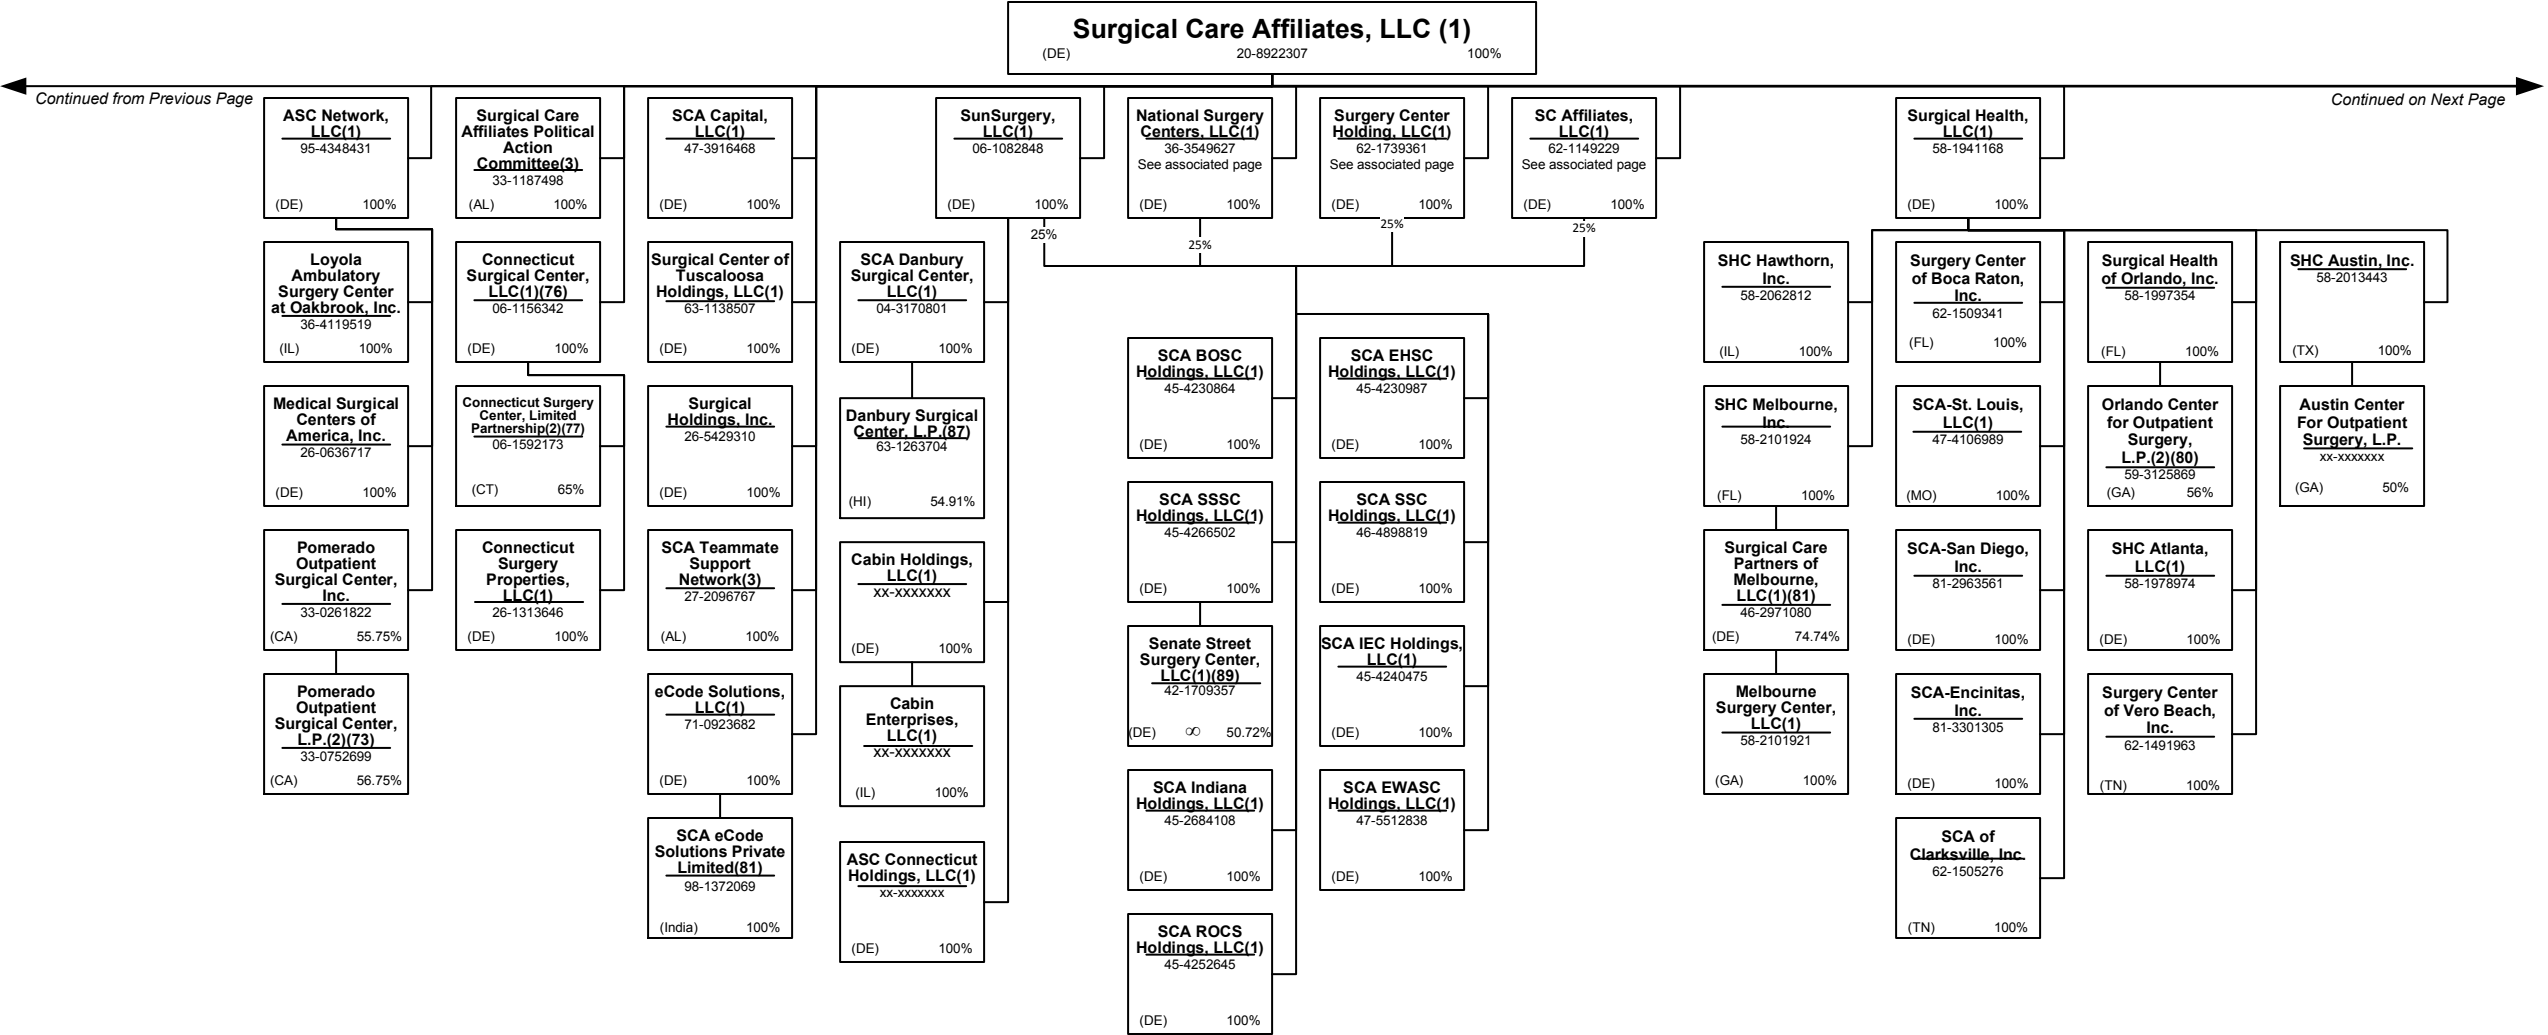 Surgical Care Affiliates, LLC (1)
(DE) 20-8922307 100%
Continued from Previous Page
Continued on Next Page
ASC Network,
LLC(1)
95-4348431
(DE) 100%
Surgical Care
Affiliates Political
Action
Committee(3)
33-1187498
(AL) 100%
SCA Capital,
LLC(1)
47-3916468
(DE) 100%
SunSurgery,
LLC(1)
06-1082848
(DE) 100%
National Surgery
Centers, LLC(1)
36-3549627
See associated page
(DE) 100%
Surgery Center
Holding, LLC(1)
62-1739361
See associated page
(DE) 100%
SC Affiliates,
LLC(1)
62-1149229
See associated page
(DE) 100%
Surgical Health,
LLC(1)
58-1941168
(DE) 100%
25%
25%
25%
25%
Loyola
Ambulatory
Surgery Center
at Oakbrook, Inc.
36-4119519
(IL) 100%
Connecticut
Surgical Center,
LLC(1)(76)
06-1156342
(DE) 100%
Surgical Center of
Tuscaloosa
Holdings, LLC(1)
63-1138507
(DE) 100%
SCA Danbury
Surgical Center,
LLC(1)
04-3170801
(DE) 100%
SHC Hawthorn,
Inc.
58-2062812
(IL) 100%
Surgery Center
of Boca Raton,
Inc.
62-1509341
(FL) 100%
Surgical Health
of Orlando, Inc.
58-1997354
(FL) 100%
SHC Austin, Inc.
58-2013443
(TX) 100%
Medical Surgical
Centers of
America, Inc.
26-0636717
(DE) 100%
Connecticut Surgery
Center, Limited
Partnership(2)(77)
06-1592173
(CT) 65%
Surgical
Holdings, Inc.
26-5429310
(DE) 100%
Danbury Surgical
Center, L.P.(87)
63-1263704
(HI) 54.91%
SCA BOSC
Holdings, LLC(1)
45-4230864
(DE) 100%
SCA EHSC
Holdings, LLC(1)
45-4230987
(DE) 100%
SHC Melbourne,
Inc.
58-2101924
(FL) 100%
SCA-St. Louis,
LLC(1)
47-4106989
(MO) 100%
Orlando Center
for Outpatient
Surgery,
L.P.(2)(80)
59-3125869
(GA) 56%
Austin Center
For Outpatient
Surgery, L.P.
xx-xxxxxxx
(GA) 50%
Pomerado
Outpatient
Surgical Center,
Inc.
33-0261822
(CA) 55.75%
Connecticut
Surgery
Properties,
LLC(1)
26-1313646
(DE) 100%
SCA Teammate
Support
Network(3)
27-2096767
(AL) 100%
Cabin Holdings,
LLC(1)
xx-xxxxxxx
(DE) 100%
SCA SSSC
Holdings, LLC(1)
45-4266502
(DE) 100%
SCA SSC
Holdings, LLC(1)
46-4898819
(DE) 100%
Surgical Care
Partners of
Melbourne,
LLC(1)(81)
46-2971080
(DE) 74.74%
SCA-San Diego,
Inc.
81-2963561
(DE) 100%
SHC Atlanta,
LLC(1)
58-1978974
(DE) 100%
Pomerado
Outpatient
Surgical Center,
L.P.(2)(73)
33-0752699
(CA) 56.75%
eCode Solutions,
LLC(1)
71-0923682
(DE) 100%
Cabin
Enterprises,
LLC(1)
xx-xxxxxxx
(IL) 100%
Senate Street
Surgery Center,
LLC(1)(89)
42-1709357
(DE) ∞ 50.72%
SCA IEC Holdings,
LLC(1)
45-4240475
(DE) 100%
Melbourne
Surgery Center,
LLC(1)
58-2101921
(GA) 100%
SCA-Encinitas,
Inc.
81-3301305
(DE) 100%
Surgery Center
of Vero Beach,
Inc.
62-1491963
(TN) 100%
SCA eCode
Solutions Private
Limited(81)
98-1372069
(India) 100%
ASC Connecticut
Holdings, LLC(1)
xx-xxxxxxx
(DE) 100%
SCA Indiana
Holdings, LLC(1)
45-2684108
(DE) 100%
SCA EWASC
Holdings, LLC(1)
47-5512838
(DE) 100%
SCA of
Clarksville, Inc.
62-1505276
(TN) 100%
SCA ROCS
Holdings, LLC(1)
45-4252645
(DE) 100%